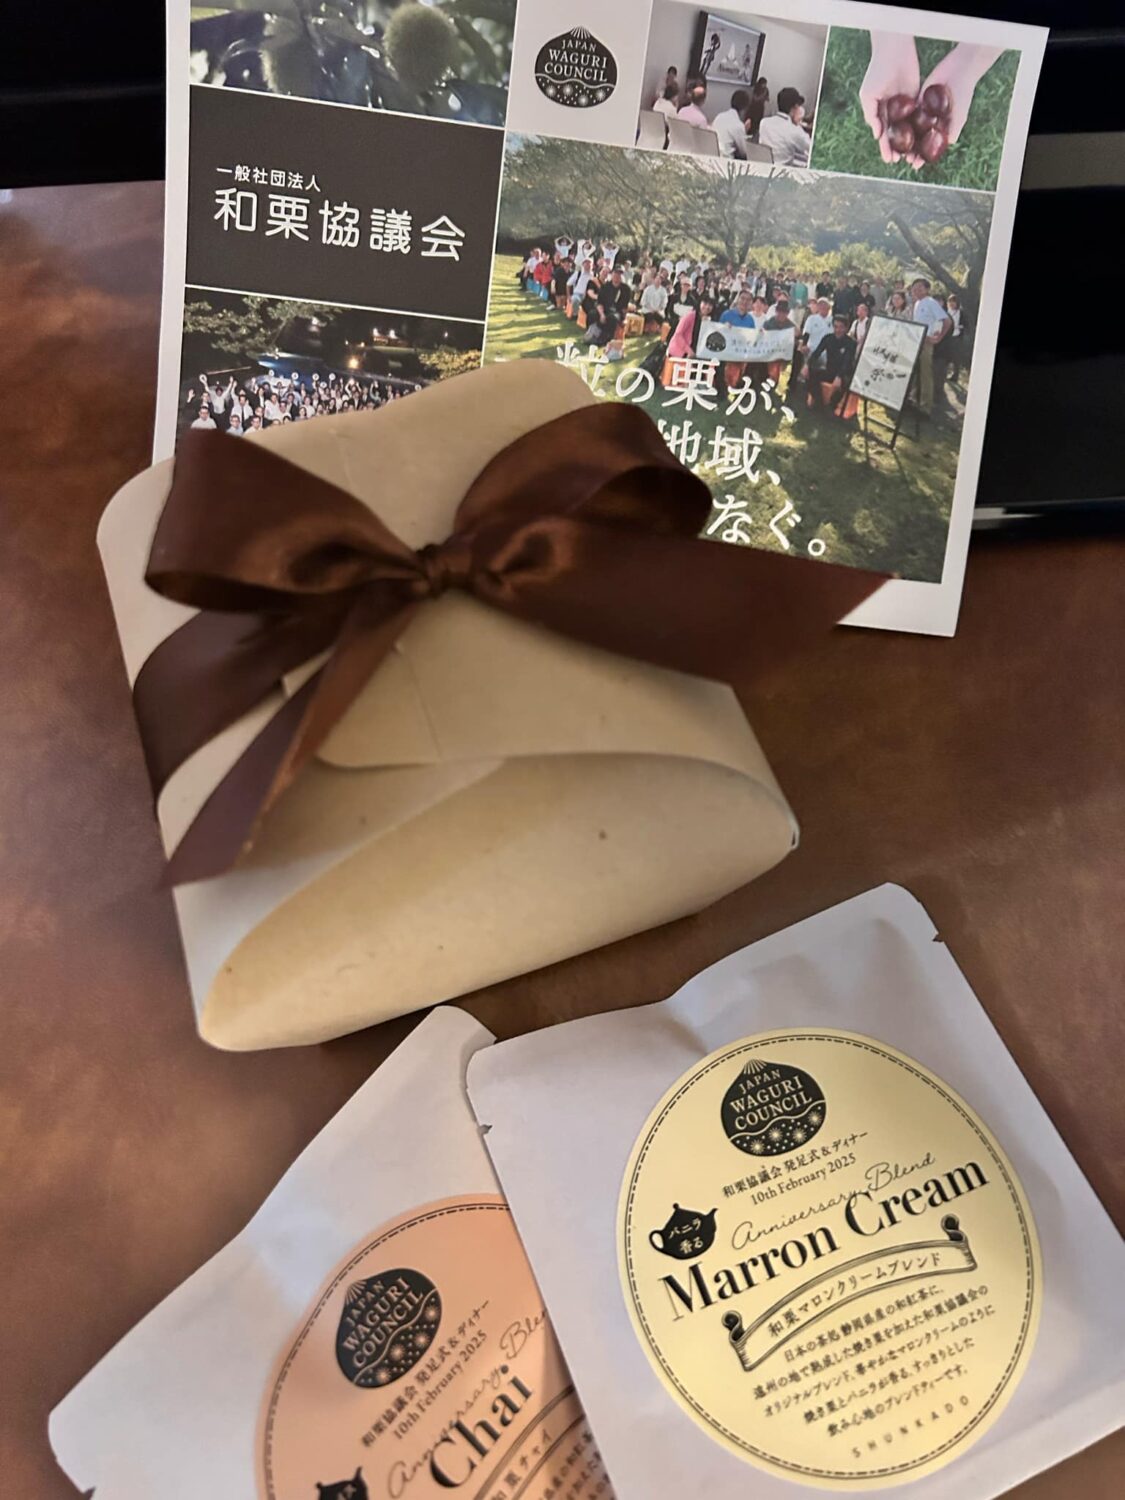 JAPAN
WAGURI
COUNCIL
一般社団法人
和栗協議会
粒の栗が、
地域、
なぐ。
JAPAN
WAGURI
COUNCIL
和栗協議会 発足式&ディナー
10th February 2025
Anniversary Blend
バニラ
香る
Marron Cream
和栗マロンクリームブレンド
日本の茶処 静岡県産の和紅茶に、
遠州の地で熟成した焼き栗を加えた和栗協議会の
オリジナルブレンド。華やかなマロンクリームのように
焼き栗とバニラが香る、すっきりとした
飲み心地のブレンドティーです。
SHUNKADO
JAPAN
WAGURI
COUNCIL
和栗協議会 発足式&ディナー
10th February 2025
Anniversary
Chai
栗チャイ